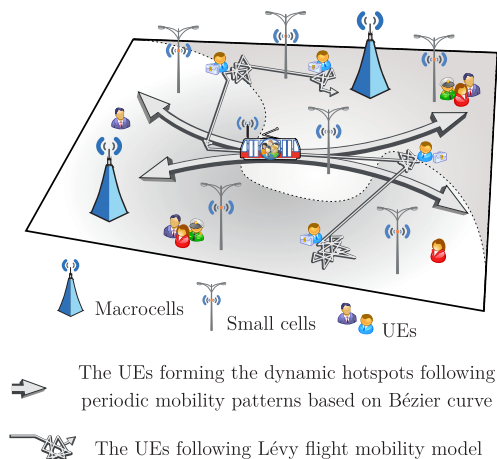 Macrocells
Small cells
UEs
The UEs forming the dynamic hotspots following
periodic mobility patterns based on Bézier curve
The UEs following Lévy flight mobility model